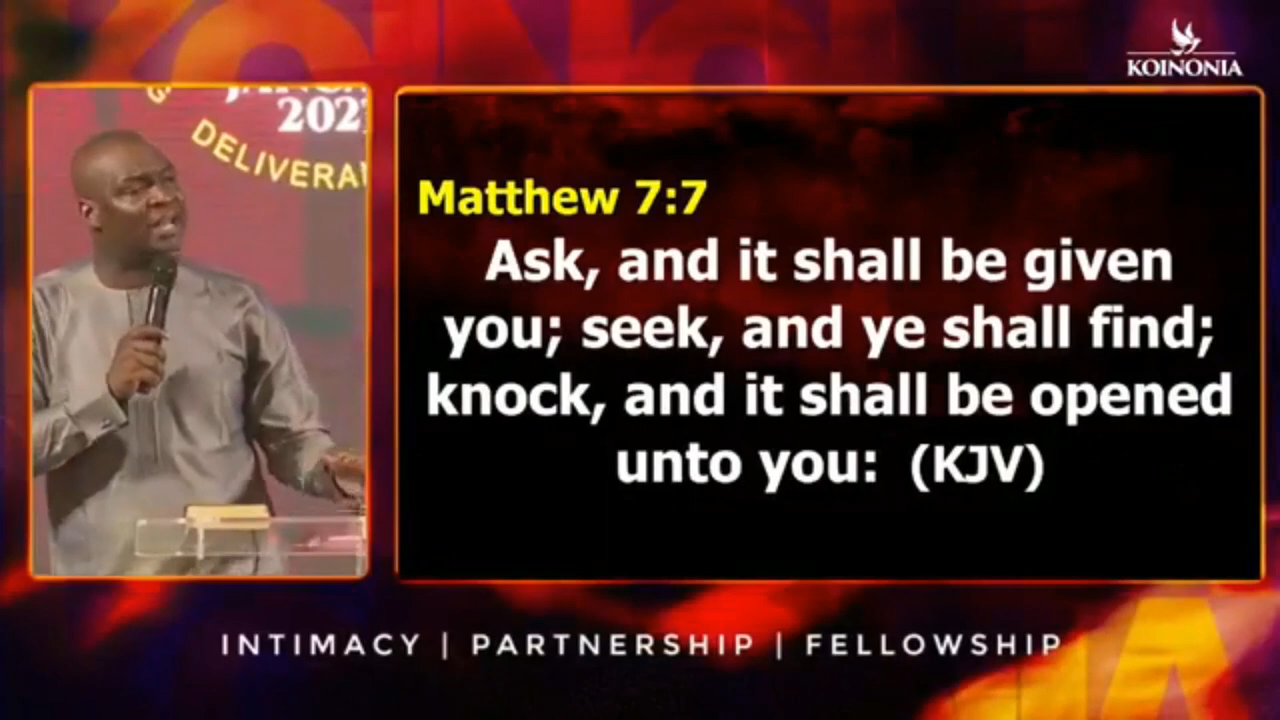 KOINONIA
202
DELIVERA
Matthew 7:7
Ask, and it shall be given
you; seek, and ye shall find;
knock, and it shall be opened
unto you: (KJV)
INTIMACY | PARTNERSHIP | FELLOWSHIP